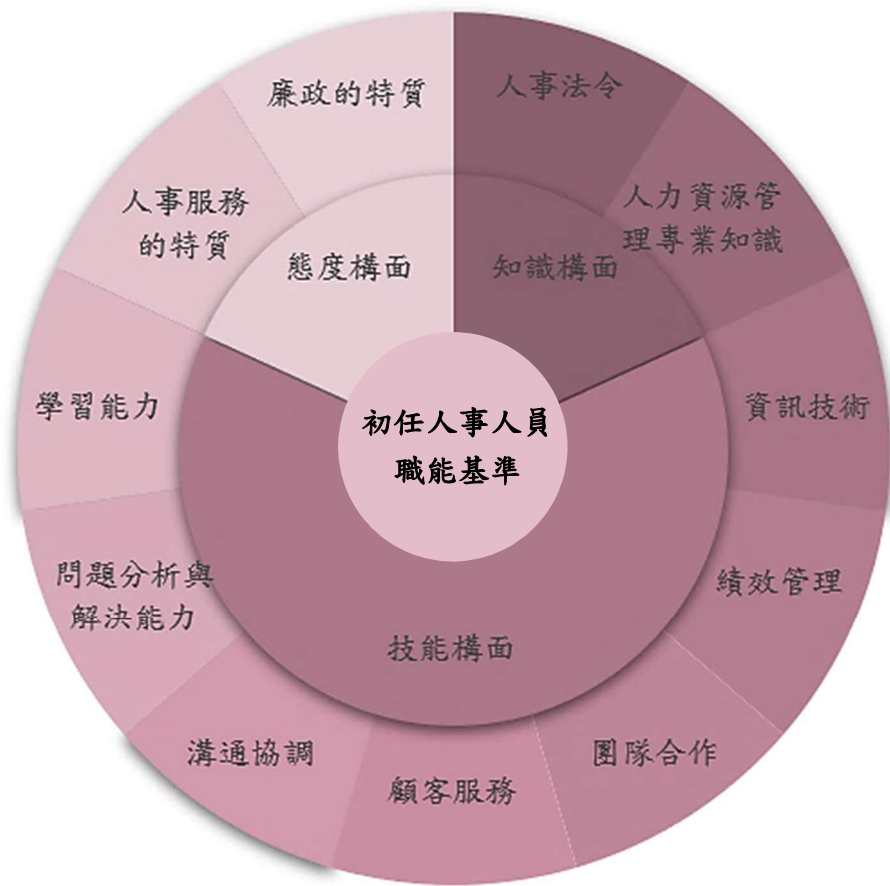 初任人事人員
職能基準
知識構面
人事法令
人力資源管
理專業知識
技能構面
資訊技術
績效管理
團隊合作
顧客服務
溝通協調
問題分析與
解決能力
學習能力
態度構面
人事服務
的特質
廉政的特質